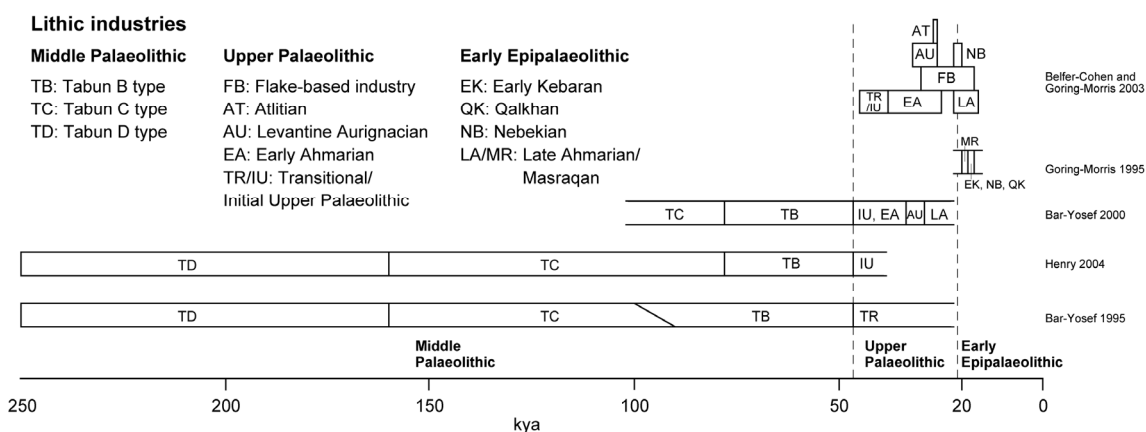 Lithic industries
Middle Palaeolithic
TB: Tabun B type
TC: Tabun C type
TD: Tabun D type
Upper Palaeolithic
FB: Flake-based industry
AT: Atlitian
AU: Levantine Aurignacian
EA: Early Ahmarian
TR/IU: Transitional/
Initial Upper Palaeolithic
Early Epipalaeolithic
EK: Early Kebaran
QK: Qalkhan
NB: Nebekian
LA/MR: Late Ahmarian/
Masraqan
AT
AU NB
FB
TR
/IU EA LA
Belfer-Cohen and
Goring-Morris 2003
MR
EK, NB, QK
Goring-Morris 1995
TC TB IU, EA AU LA Bar-Yosef 2000
TD TC TB IU Henry 2004
TD TC TB TR Bar-Yosef 1995
Middle
Palaeolithic
Upper
Palaeolithic
Early
Epipalaeolithic
250 200 150 100 50 20 0
kya